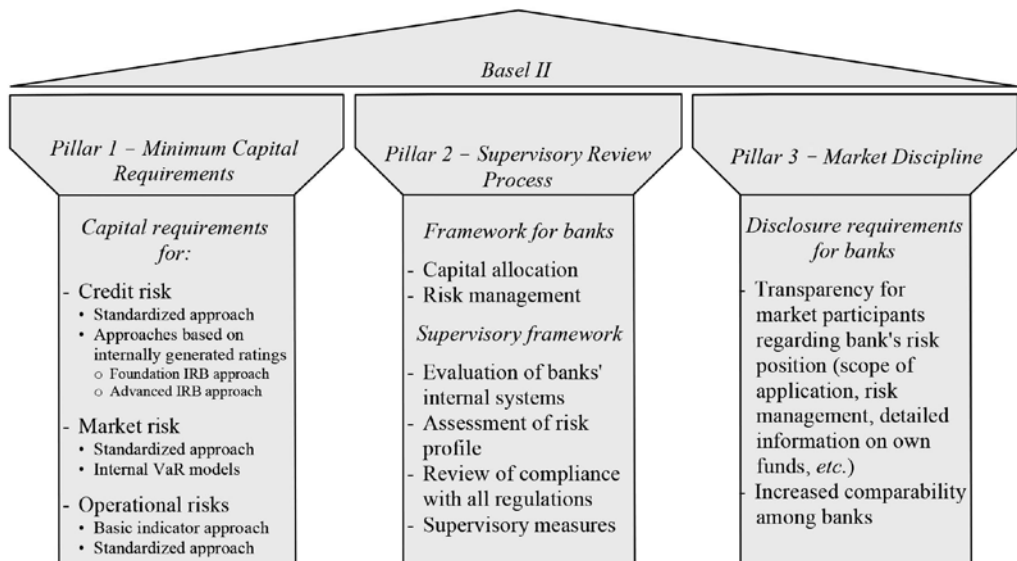 Basel II
Pillar 1 – Minimum Capital
Requirements
Capital requirements
for:
- Credit risk
• Standardized approach
• Approaches based on
internally generated ratings
○ Foundation IRB approach
○ Advanced IRB approach
- Market risk
• Standardized approach
• Internal VaR models
- Operational risks
• Basic indicator approach
• Standardized approach
Pillar 2 – Supervisory Review
Process
Framework for banks
- Capital allocation
- Risk management
Supervisory framework
- Evaluation of banks'
internal systems
- Assessment of risk
profile
- Review of compliance
with all regulations
- Supervisory measures
Pillar 3 – Market Discipline
Disclosure requirements
for banks
- Transparency for
market participants
regarding bank's risk
position (scope of
application, risk
management, detailed
information on own
funds, etc.)
- Increased comparability
among banks